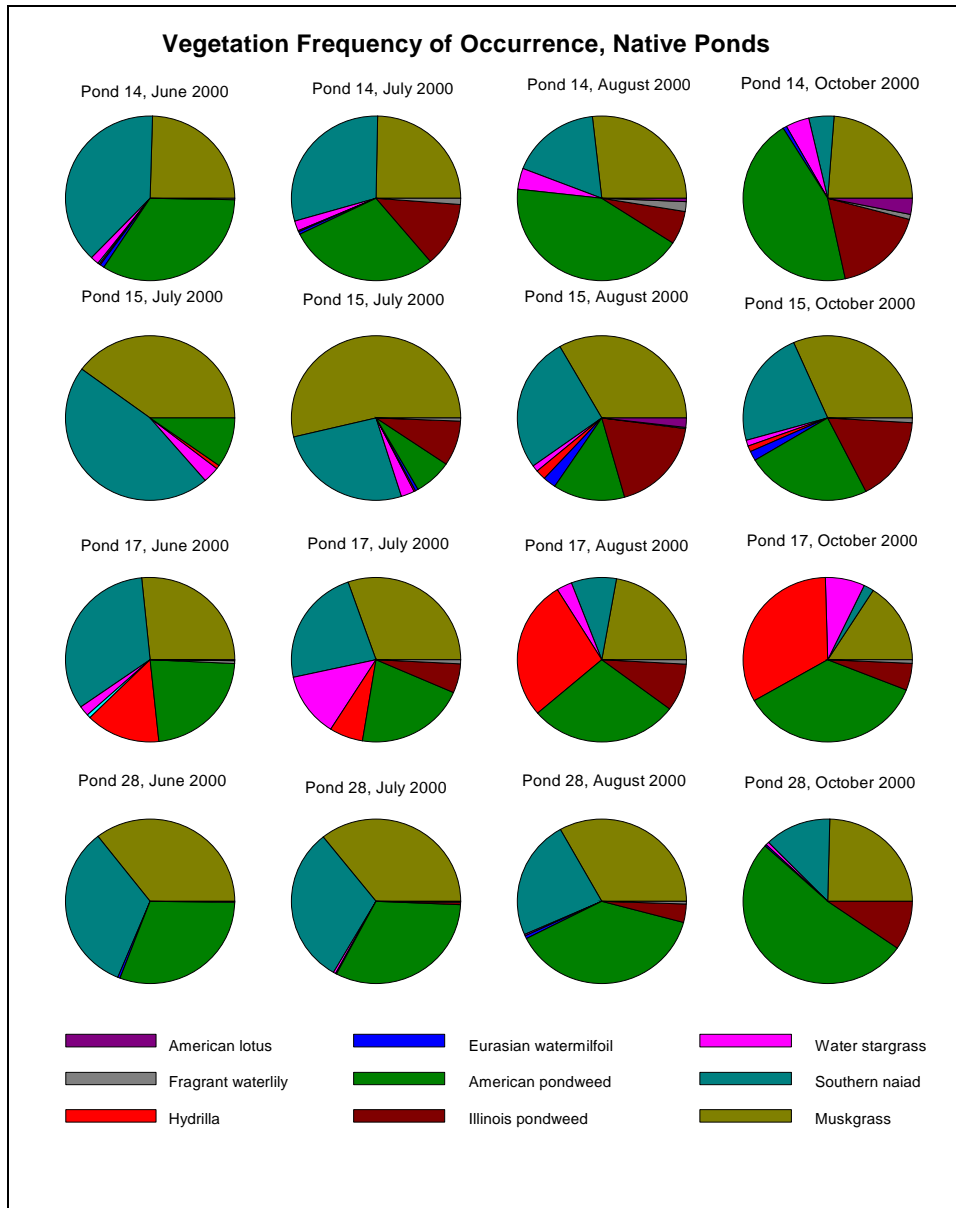 Vegetation Frequency of Occurrence, Native Ponds
Pond 14, June 2000
Pond 14, July 2000
Pond 14, August 2000
Pond 14, October 2000
Pond 15, July 2000
Pond 15, July 2000
Pond 15, August 2000
Pond 15, October 2000
Pond 17, June 2000
Pond 17, July 2000
Pond 17, August 2000
Pond 17, October 2000
Pond 28, June 2000
Pond 28, July 2000
Pond 28, August 2000
Pond 28, October 2000
American lotus
Eurasian watermilfoil
Water stargrass
Fragrant waterlily
American pondweed
Southern naiad
Hydrilla
Illinois pondweed
Muskgrass